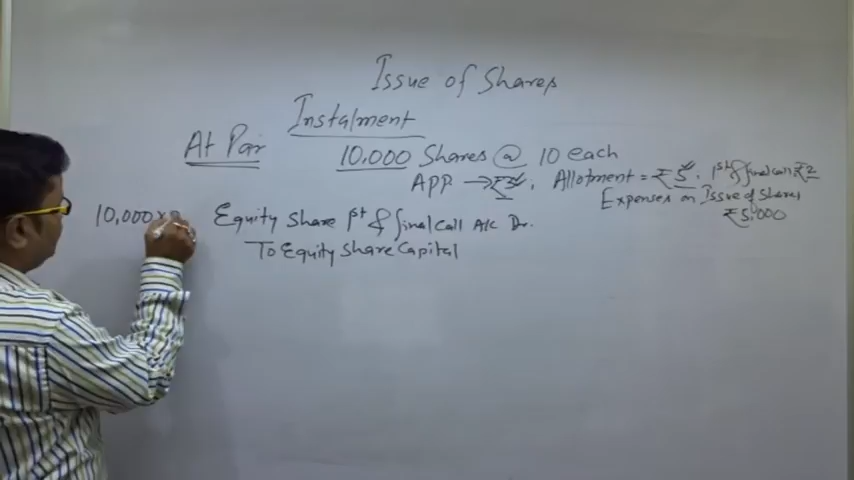 Issue of Shares
Instalment
At Par
10,000 Shares @ 10 each
APP → ₹3, Allotment = ₹5, 1st & final call ₹2
Expenses on Issue of Shares
₹5,000
10,000 x 2 Equity Share 1st & final call A/c Dr.
To Equity Share Capital